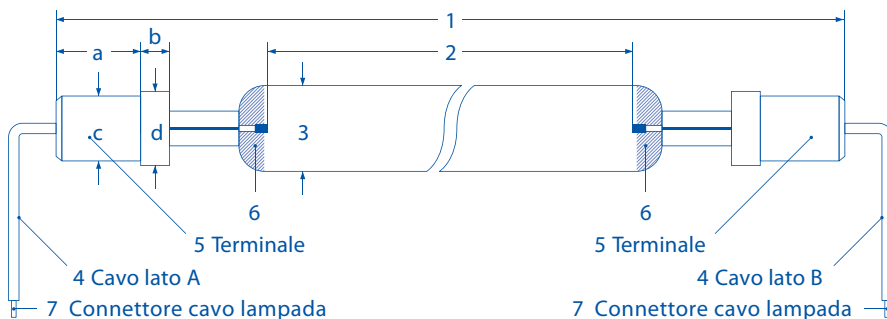 1
a b 2
c d 3
6 6
5 Terminale 5 Terminale
4 Cavo lato A 4 Cavo lato B
7 Connettore cavo lampada 7 Connettore cavo lampada